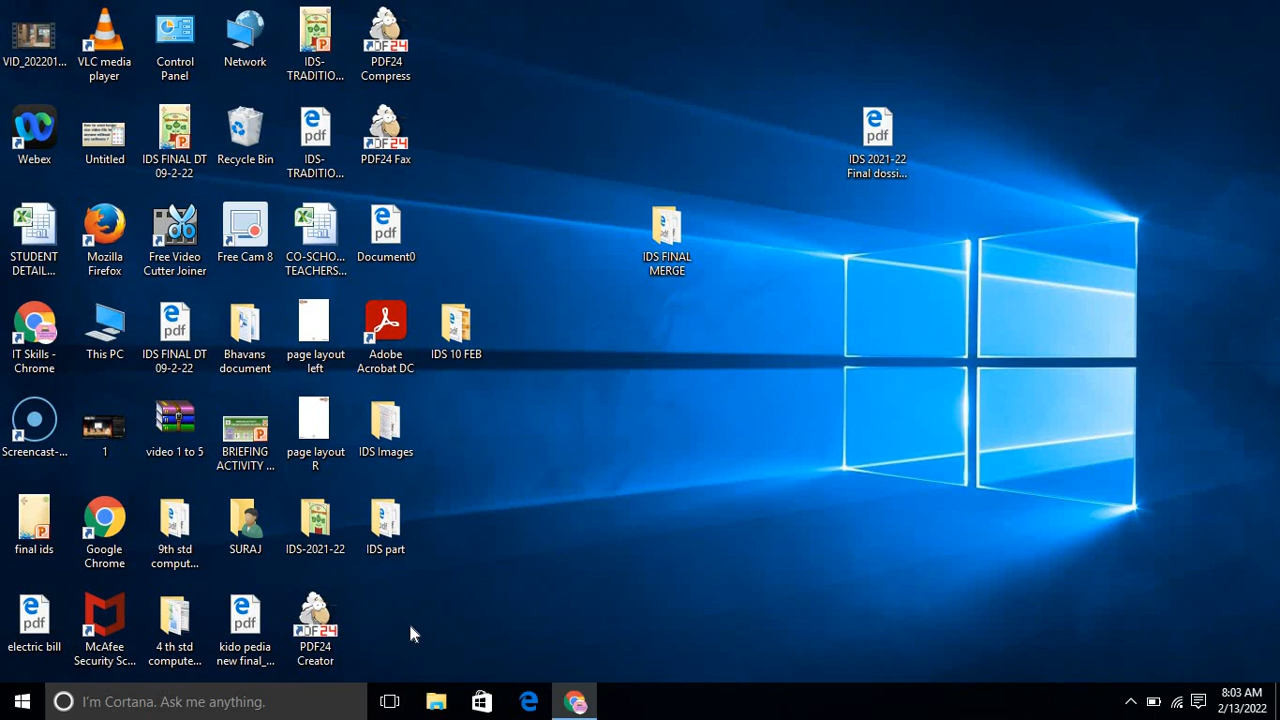 VID_202201...
VLC media
player
Control
Panel
Network
IDS-
TRADITIO...
PDF24
Compress
Webex
Untitled
IDS FINAL DT
09-2-22
Recycle Bin
IDS-
TRADITIO...
PDF24 Fax
IDS 2021-22
Final dossi...
STUDENT
DETAIL...
Mozilla
Firefox
Free Video
Cutter Joiner
Free Cam 8
CO-SCHO...
TEACHERS...
Document0
IDS FINAL
MERGE
IT Skills -
Chrome
This PC
IDS FINAL DT
09-2-22
Bhavans
document
page layout
left
Adobe
Acrobat DC
IDS 10 FEB
Screencast-...
1
video 1 to 5
BRIEFING
ACTIVITY ...
page layout
R
IDS Images
final ids
Google
Chrome
9th std
comput...
SURAJ
IDS-2021-22
IDS part
electric bill
McAfee
Security Sc...
4 th std
compute...
kido pedia
new final_...
PDF24
Creator
I'm Cortana. Ask me anything.
8:03 AM
2/13/2022